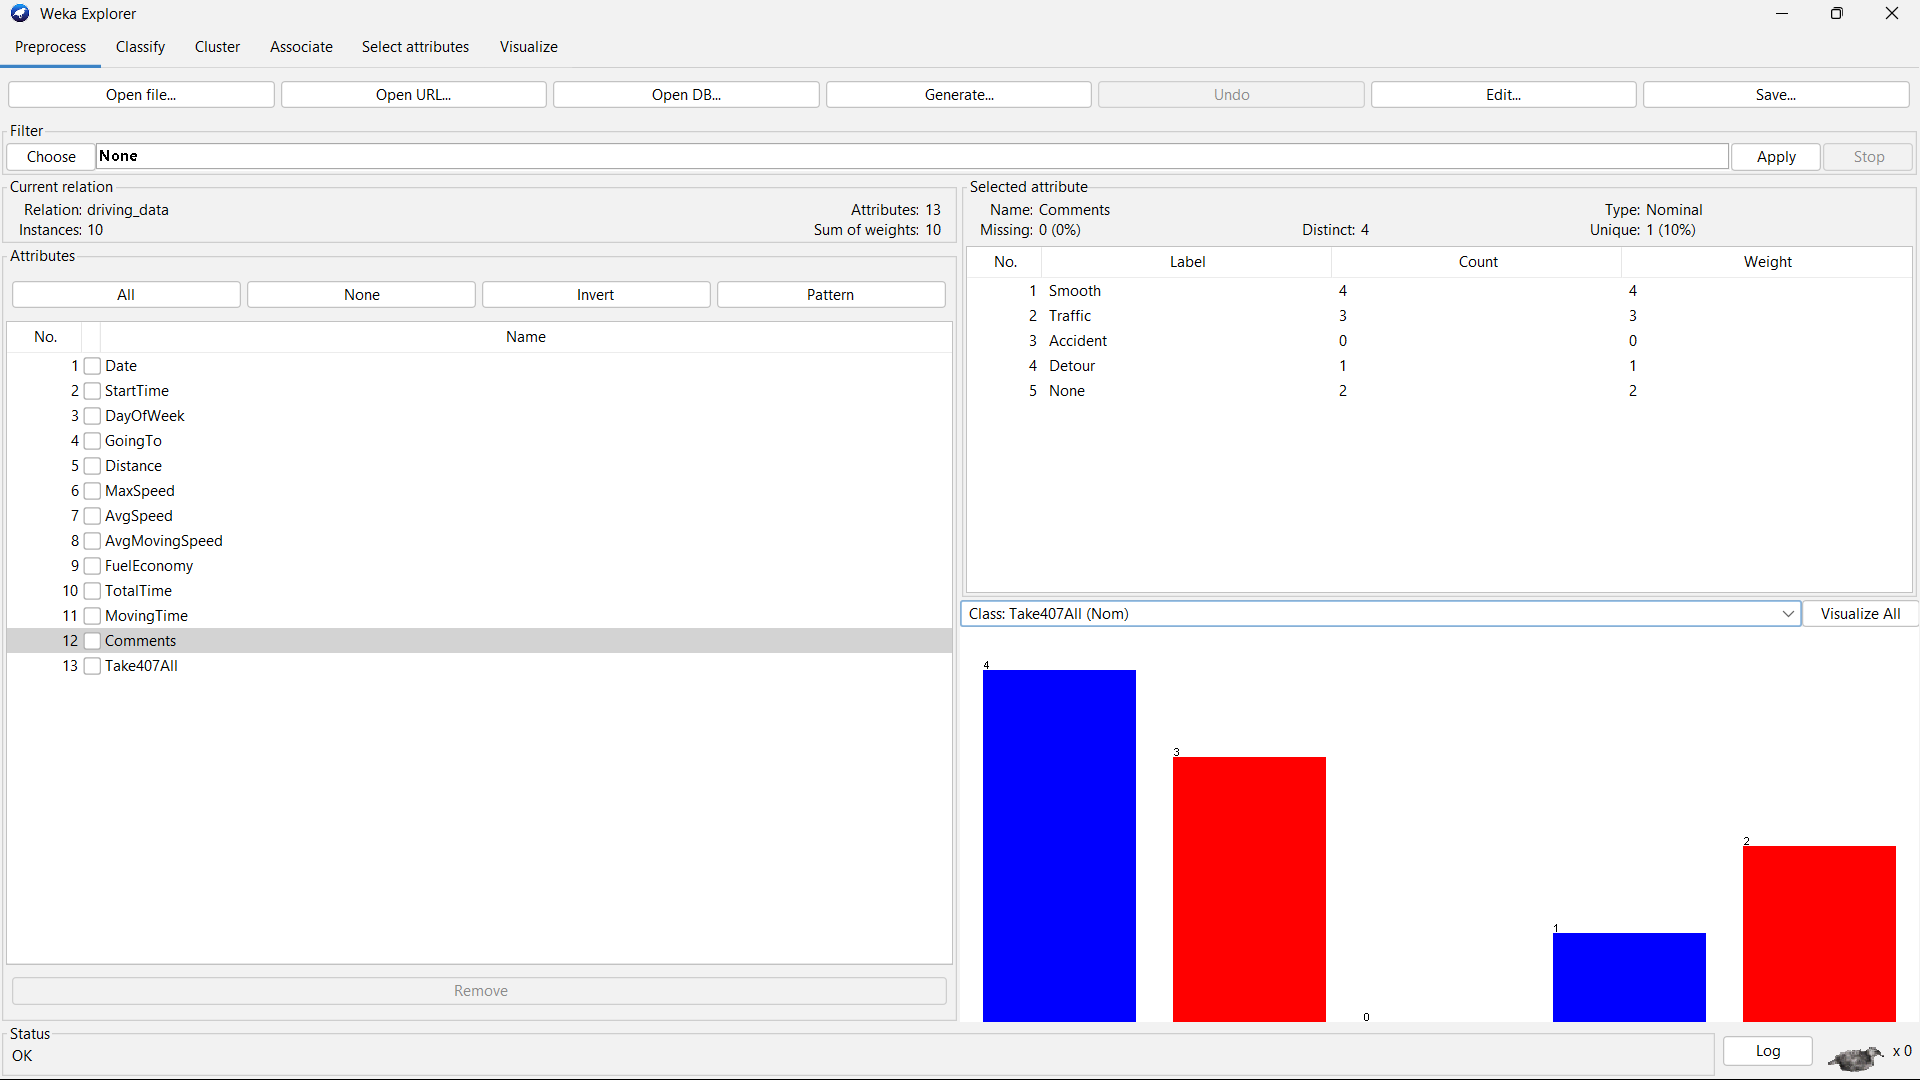 Weka Explorer
Preprocess Classify Cluster Associate Select attributes Visualize
Open file... Open URL... Open DB... Generate... Undo Edit... Save...
Filter
Choose None Apply Stop
Current relation
Relation: driving_data Attributes: 13
Instances: 10 Sum of weights: 10
Attributes
All None Invert Pattern
No. Name
1 Date
2 StartTime
3 DayOfWeek
4 GoingTo
5 Distance
6 MaxSpeed
7 AvgSpeed
8 AvgMovingSpeed
9 FuelEconomy
10 TotalTime
11 MovingTime
12 Comments
13 Take407All
Remove
Selected attribute
Name: Comments Type: Nominal
Missing: 0 (0%) Distinct: 4 Unique: 1 (10%)
No. Label Count Weight
1 Smooth 4 4
2 Traffic 3 3
3 Accident 0 0
4 Detour 1 1
5 None 2 2
Class: Take407All (Nom) Visualize All
4
3
2
1
0
Status
OK
Log x 0